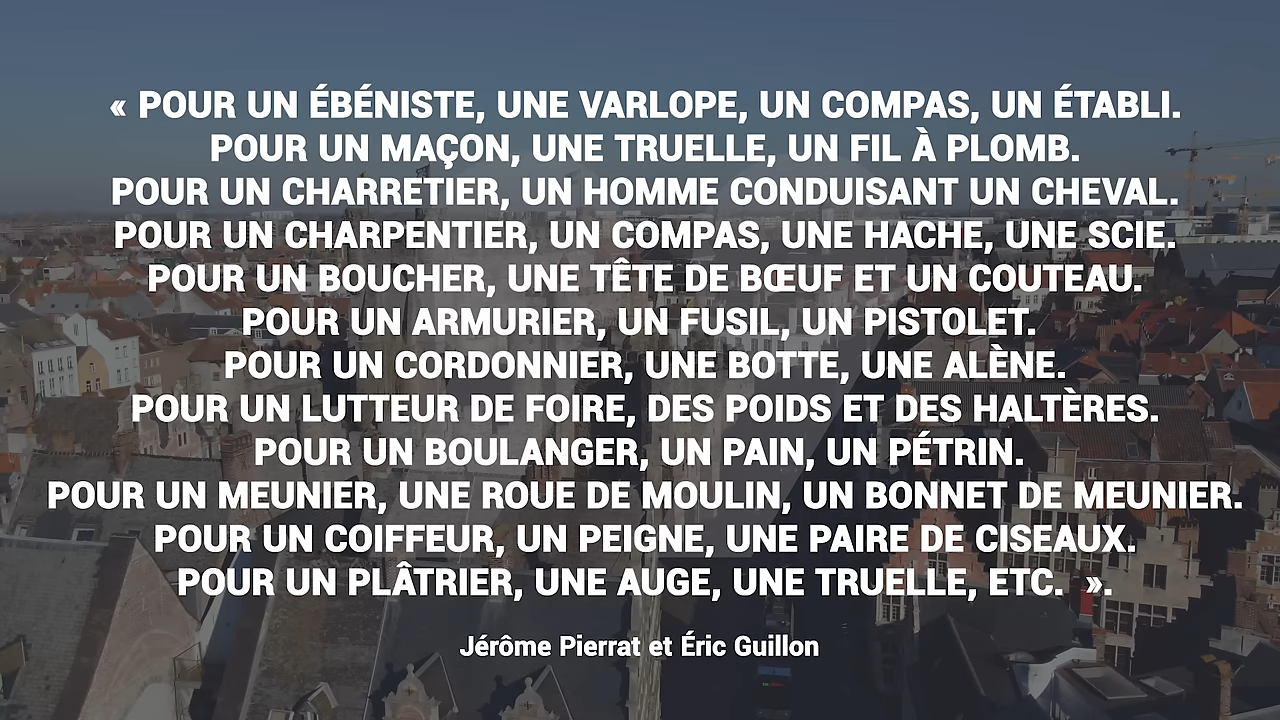 « POUR UN ÉBÉNISTE, UNE VARLOPE, UN COMPAS, UN ÉTABLI.
POUR UN MAÇON, UNE TRUELLE, UN FIL À PLOMB.
POUR UN CHARRETIER, UN HOMME CONDUISANT UN CHEVAL.
POUR UN CHARPENTIER, UN COMPAS, UNE HACHE, UNE SCIE.
POUR UN BOUCHER, UNE TÊTE DE BŒUF ET UN COUTEAU.
POUR UN ARMURIER, UN FUSIL, UN PISTOLET.
POUR UN CORDONNIER, UNE BOTTE, UNE ALÈNE.
POUR UN LUTTEUR DE FOIRE, DES POIDS ET DES HALTÈRES.
POUR UN BOULANGER, UN PAIN, UN PÉTRIN.
POUR UN MEUNIER, UNE ROUE DE MOULIN, UN BONNET DE MEUNIER.
POUR UN COIFFEUR, UN PEIGNE, UNE PAIRE DE CISEAUX.
POUR UN PLÂTRIER, UNE AUGE, UNE TRUELLE, ETC. ».
Jérôme Pierrat et Éric Guillon